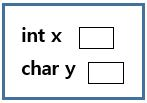 int x
char y